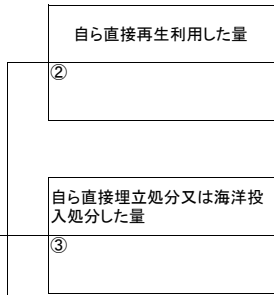 自ら直接再生利用した量
②
自ら直接埋立処分又は海洋投
入処分した量
③